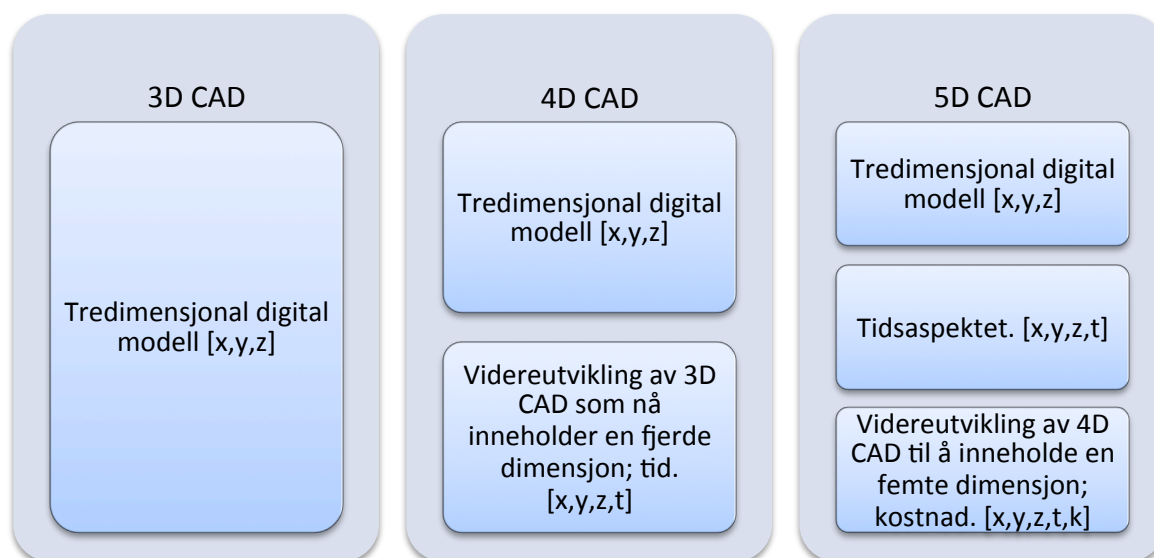 3D CAD
Tredimensjonal digital
modell [x,y,z]
4D CAD
Tredimensjonal digital
modell [x,y,z]
Videreutvikling av 3D
CAD som nå
inneholder en fjerde
dimensjon; tid.
[x,y,z,t]
5D CAD
Tredimensjonal digital
modell [x,y,z]
Tidsaspektet. [x,y,z,t]
Videreutvikling av 4D
CAD til å inneholde en
femte dimensjon;
kostnad. [x,y,z,t,k]